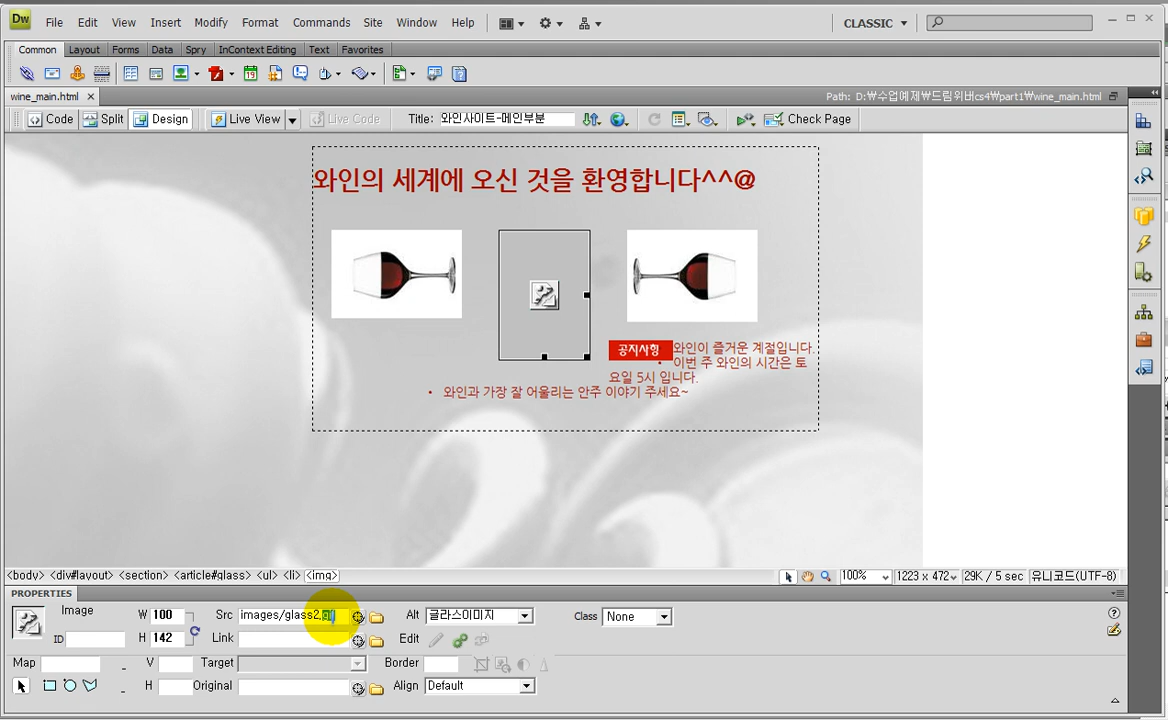 Dw File Edit View Insert Modify Format Commands Site Window Help CLASSIC
Common Layout Forms Data Spry InContext Editing Text Favorites
wine_main.html × Path: D:₩수업예제₩드림위버cs4₩part1₩wine_main.html
Code Split Design Live View Live Code Title: 와인사이트-메인부분 Check Page
와인의 세계에 오신 것을 환영합니다^^@
공지사항 와인이 즐거운 계절입니다.
• 이번 주 와인의 시간은 토
요일 5시 입니다.
• 와인과 가장 잘 어울리는 안주 이야기 주세요~
<body> <div#layout> <section> <article#glass> <ul> <li> <img> 100% 1223 x 472 29K / 5 sec 유니코드(UTF-8)
PROPERTIES
Image W 100 Src images/glass2, Alt 글라스이미지 Class None
ID H 142 Link Edit
Map V Target Border
H Original Align Default